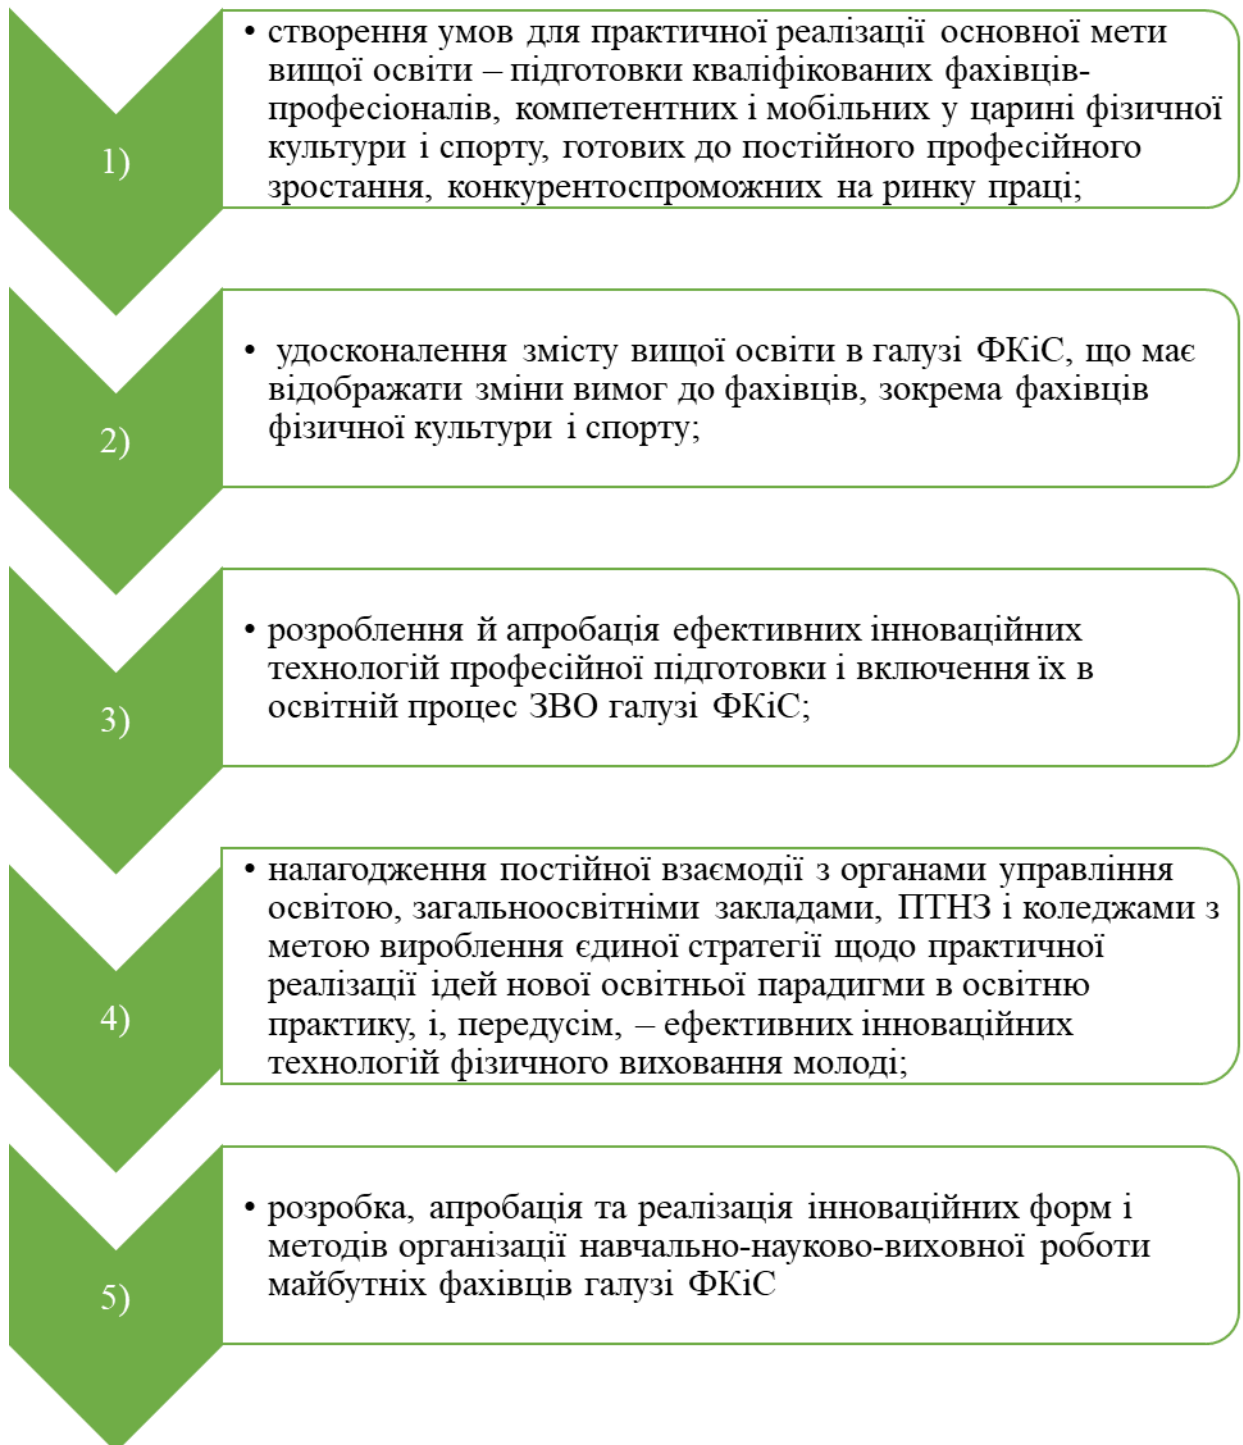 1)
• створення умов для практичної реалізації основної мети
вищої освіти – підготовки кваліфікованих фахівців-
професіоналів, компетентних і мобільних у царині фізичної
культури і спорту, готових до постійного професійного
зростання, конкурентоспроможних на ринку праці;
2)
• удосконалення змісту вищої освіти в галузі ФКіС, що має
відображати зміни вимог до фахівців, зокрема фахівців
фізичної культури і спорту;
3)
• розроблення й апробація ефективних інноваційних
технологій професійної підготовки і включення їх в
освітній процес ЗВО галузі ФКіС;
4)
• налагодження постійної взаємодії з органами управління
освітою, загальноосвітніми закладами, ПТНЗ і коледжами з
метою вироблення єдиної стратегії щодо практичної
реалізації ідей нової освітньої парадигми в освітню
практику, і, передусім, – ефективних інноваційних
технологій фізичного виховання молоді;
5)
• розробка, апробація та реалізація інноваційних форм і
методів організації навчально-науково-виховної роботи
майбутніх фахівців галузі ФКіС